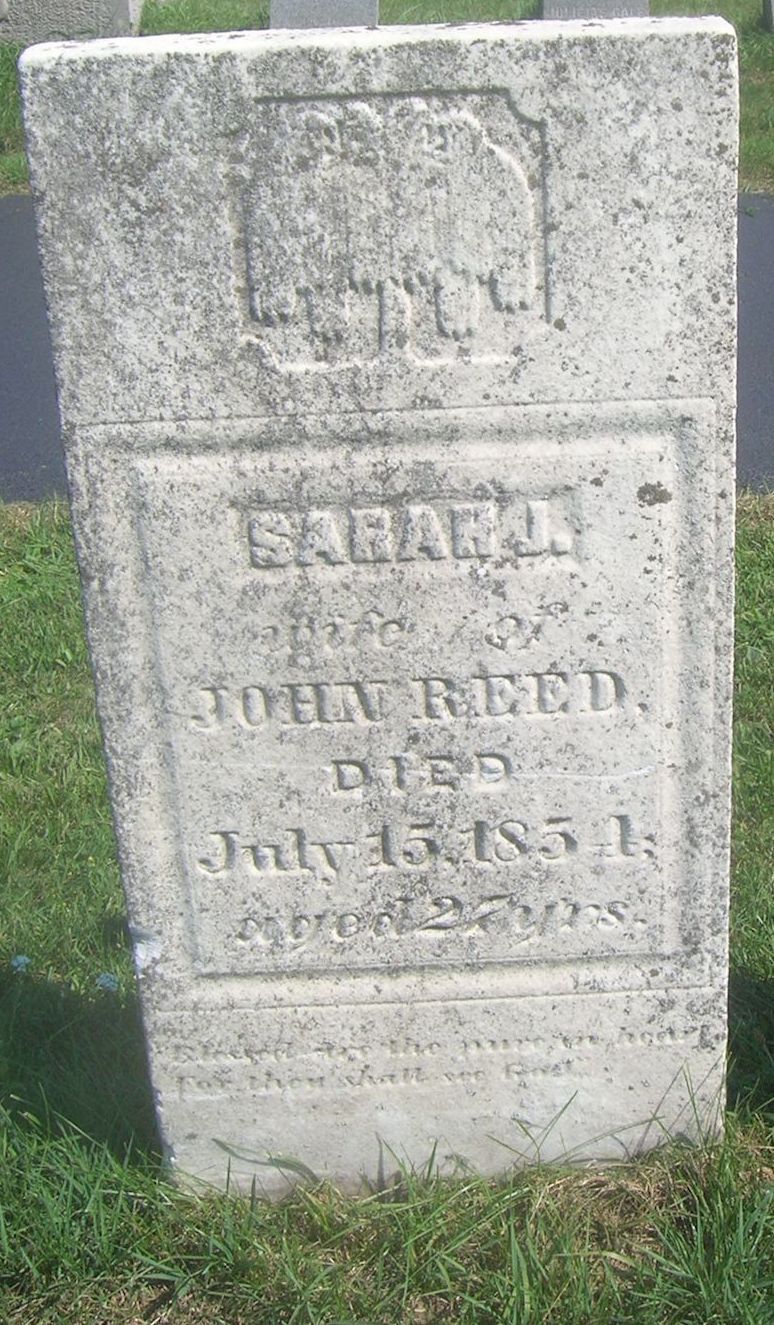 SARAH J.
wife of
JOHN REED.
DIED
July 15, 1854,
aged 27 yrs.
Blessed are the pure in heart
For they shall see God.